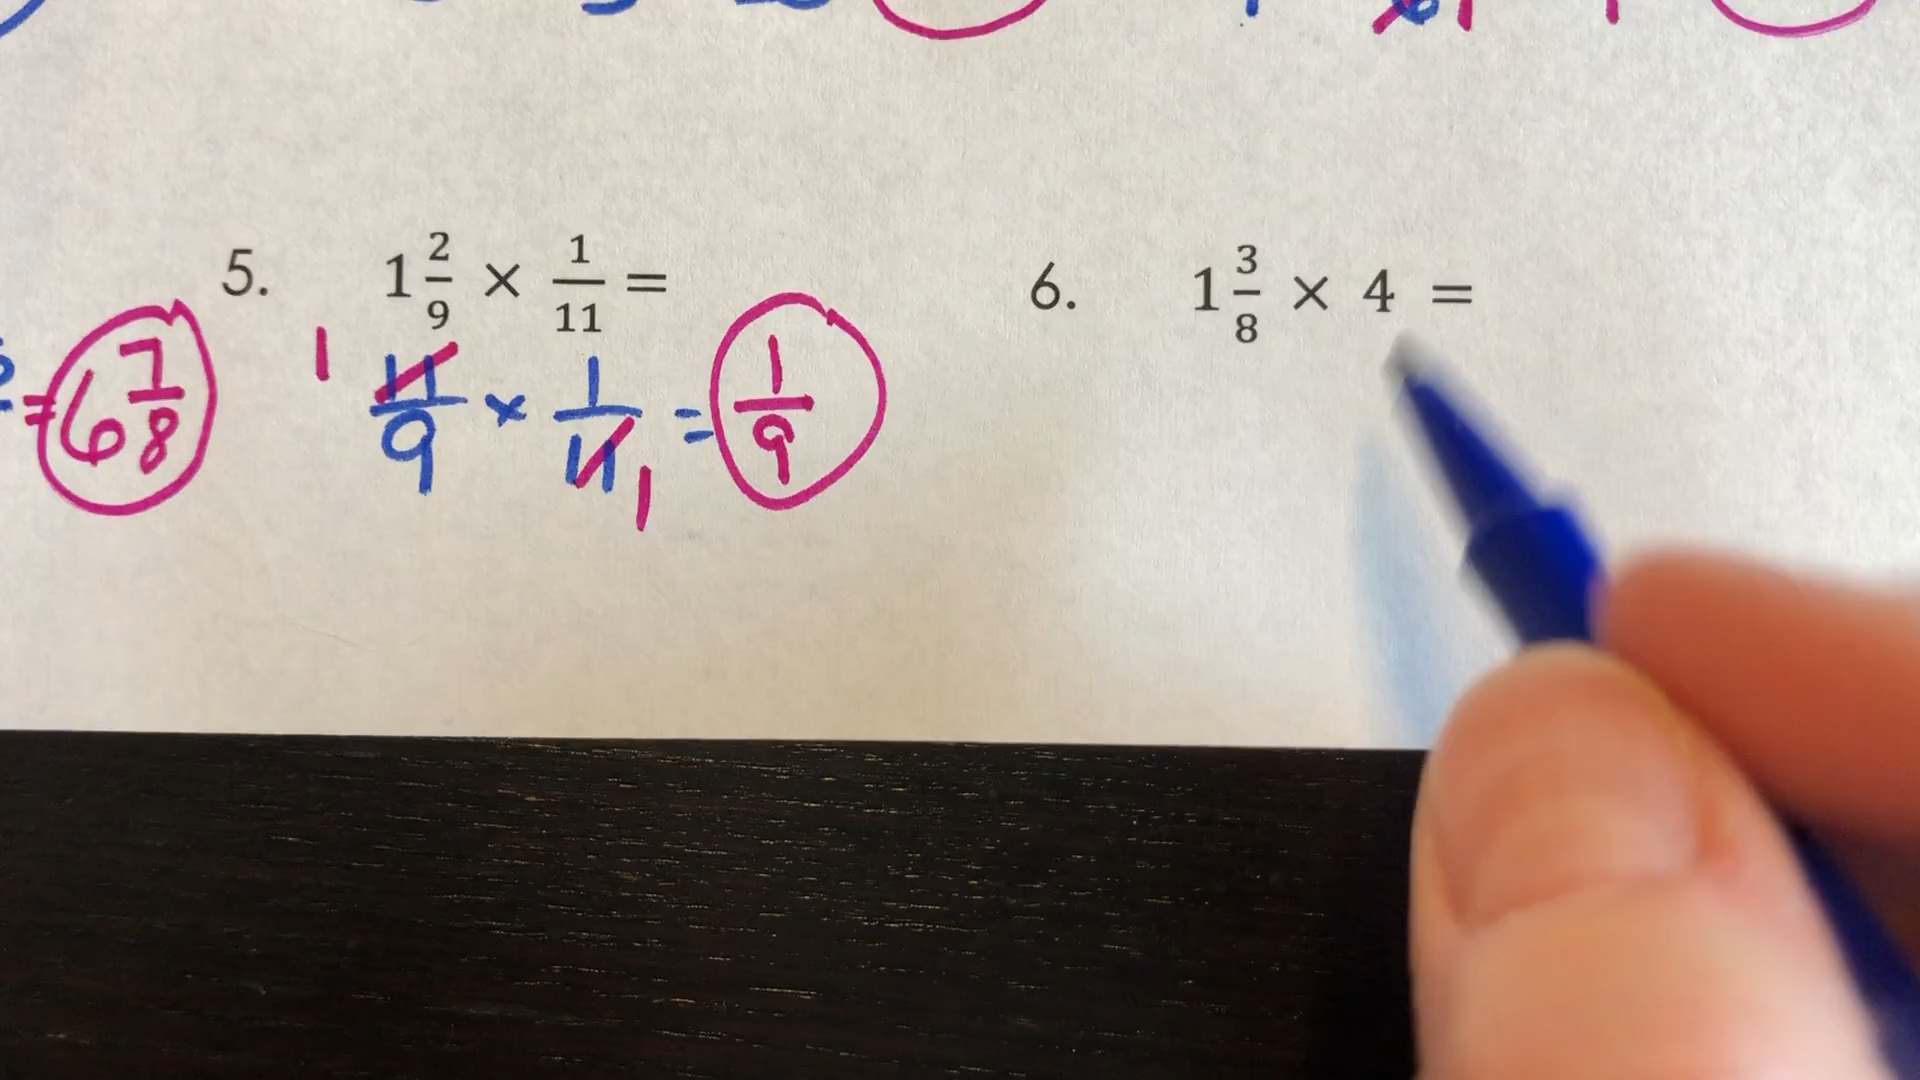 5. 1 2/9 × 1/11 =
1 11/9 × 1/11 1 = 1/9
= 6 7/8
6. 1 3/8 × 4 =